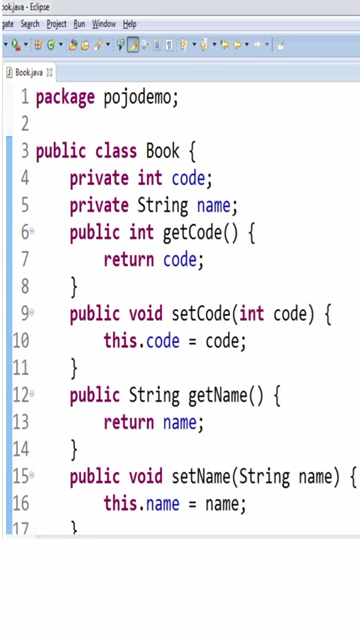 ook.java - Eclipse
gate Search Project Run Window Help
Book.java
1 package pojodemo;
2
3 public class Book {
4 private int code;
5 private String name;
6 public int getCode() {
7 return code;
8 }
9 public void setCode(int code) {
10 this.code = code;
11 }
12 public String getName() {
13 return name;
14 }
15 public void setName(String name) {
16 this.name = name;
17 }